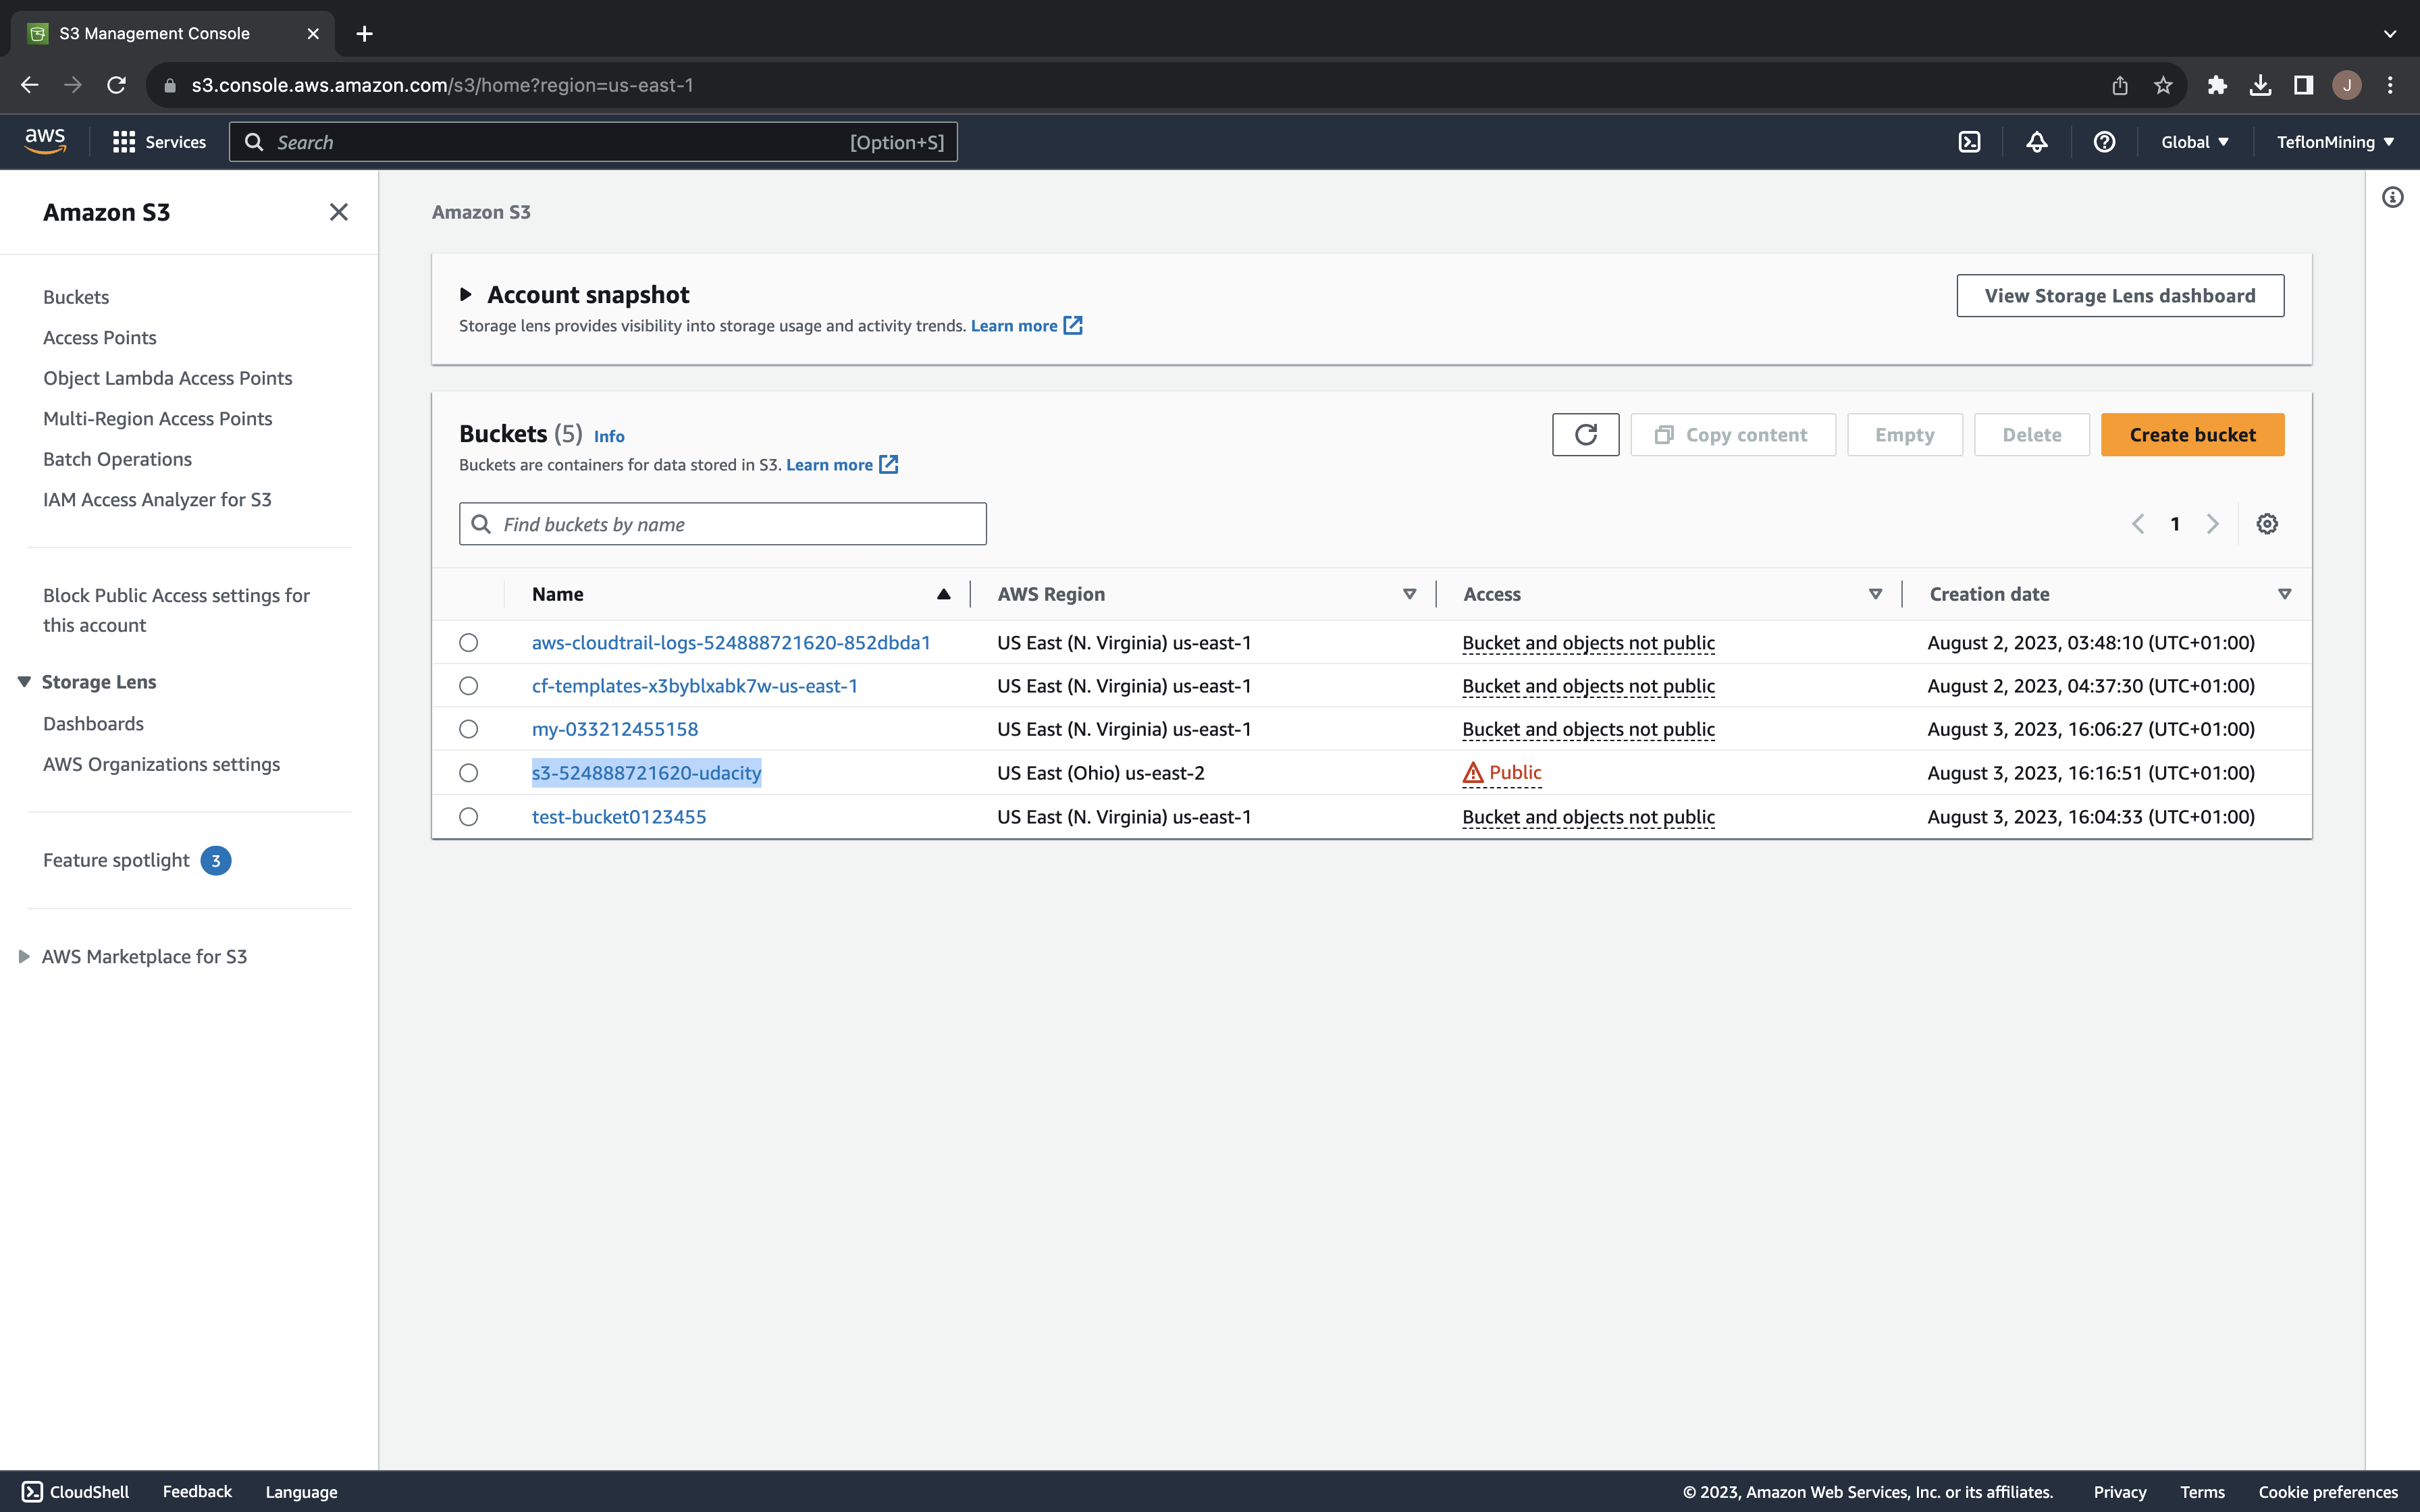 S3 Management Console
s3.console.aws.amazon.com/s3/home?region=us-east-1
J
aws
Services
Search
[Option+S]
Global
TeflonMining
Amazon S3
Buckets
Access Points
Object Lambda Access Points
Multi-Region Access Points
Batch Operations
IAM Access Analyzer for S3
Block Public Access settings for
this account
Storage Lens
Dashboards
AWS Organizations settings
Feature spotlight 3
AWS Marketplace for S3
Amazon S3
Account snapshot
Storage lens provides visibility into storage usage and activity trends. Learn more
View Storage Lens dashboard
Buckets (5) Info
Buckets are containers for data stored in S3. Learn more
Copy content
Empty
Delete
Create bucket
Find buckets by name
1
Name AWS Region Access Creation date
aws-cloudtrail-logs-524888721620-852dbda1 US East (N. Virginia) us-east-1 Bucket and objects not public August 2, 2023, 03:48:10 (UTC+01:00)
cf-templates-x3byblxabk7w-us-east-1 US East (N. Virginia) us-east-1 Bucket and objects not public August 2, 2023, 04:37:30 (UTC+01:00)
my-033212455158 US East (N. Virginia) us-east-1 Bucket and objects not public August 3, 2023, 16:06:27 (UTC+01:00)
s3-524888721620-udacity US East (Ohio) us-east-2 Public August 3, 2023, 16:16:51 (UTC+01:00)
test-bucket0123455 US East (N. Virginia) us-east-1 Bucket and objects not public August 3, 2023, 16:04:33 (UTC+01:00)
CloudShell Feedback Language © 2023, Amazon Web Services, Inc. or its affiliates. Privacy Terms Cookie preferences